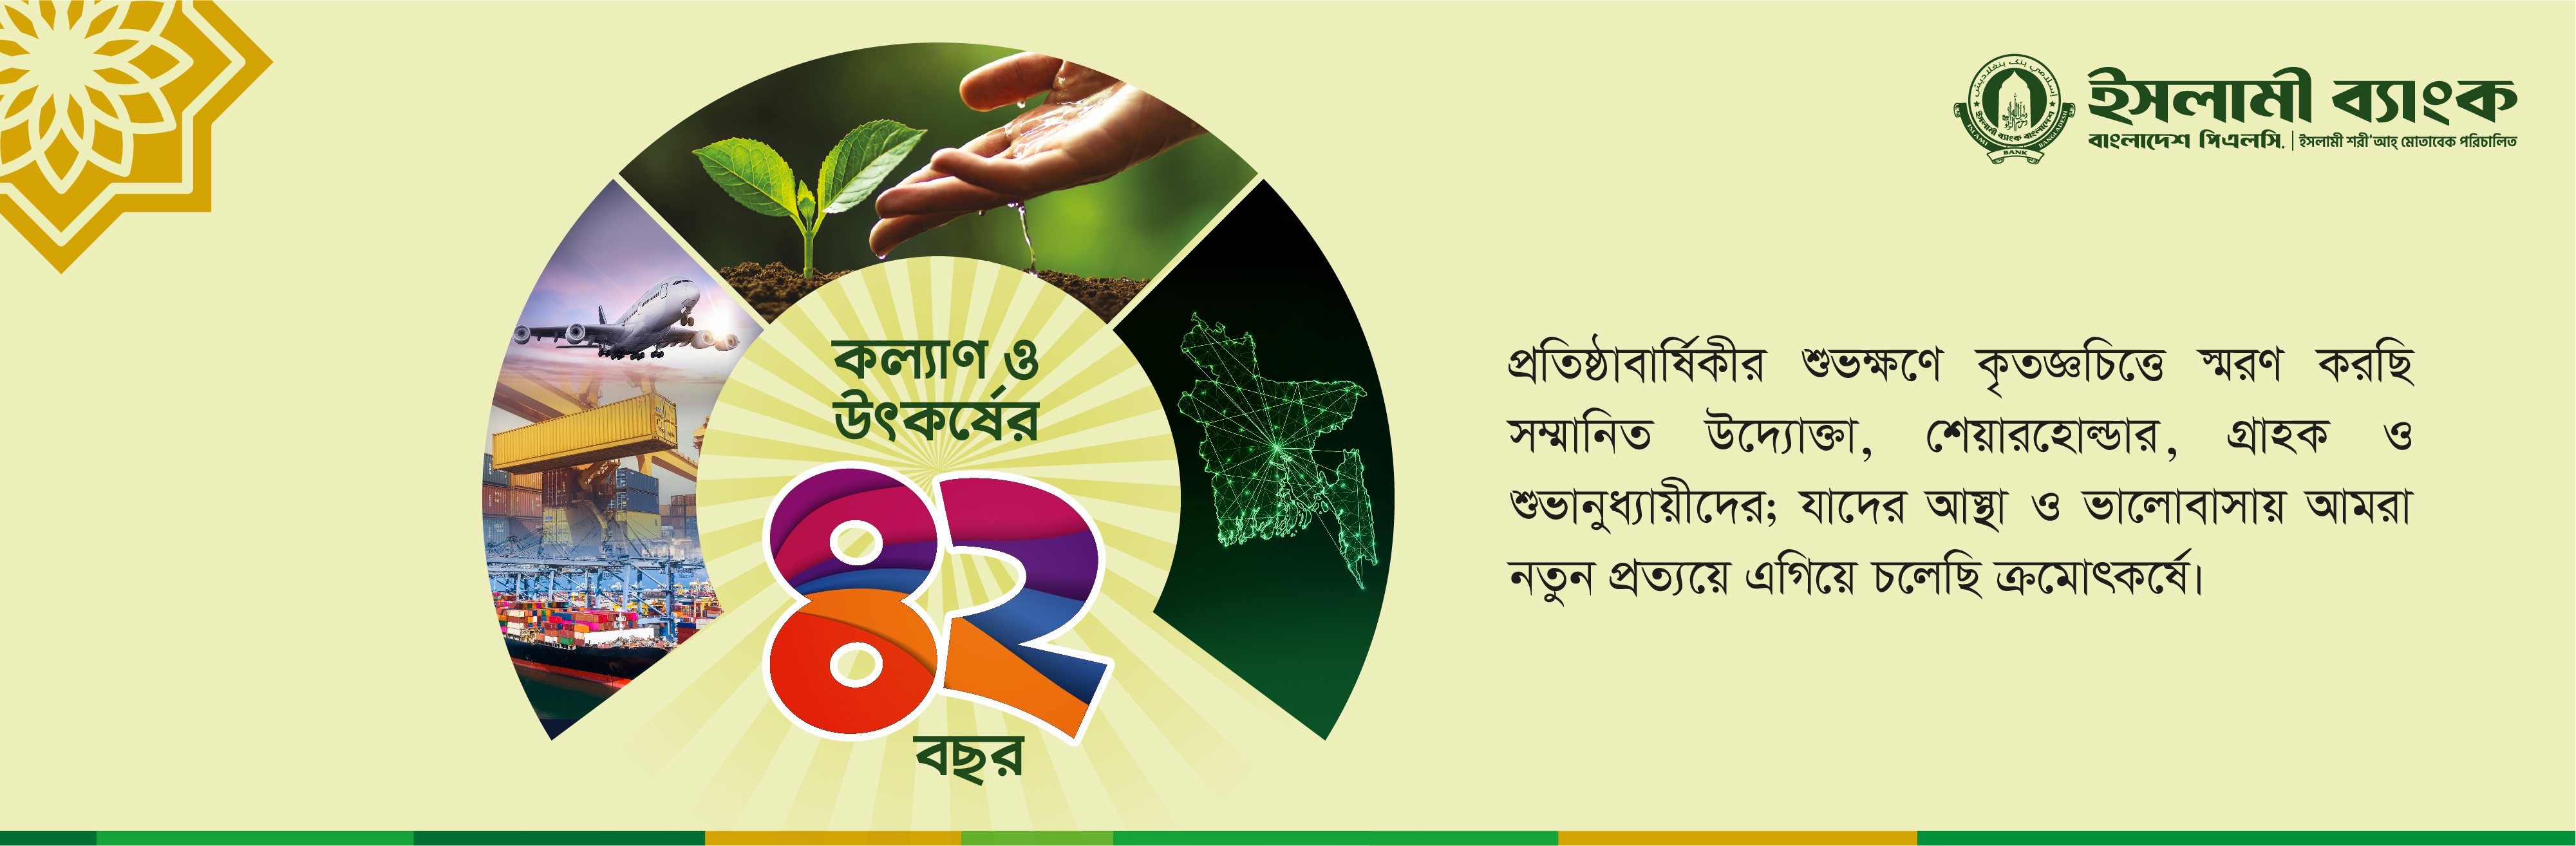 ইসলামী ব্যাংক
বাংলাদেশ পিএলসি. | ইসলামী শরী'আহ্ মোতাবেক পরিচালিত
কল্যাণ ও
উৎকর্ষের
৪২
বছর
প্রতিষ্ঠাবার্ষিকীর শুভক্ষণে কৃতজ্ঞচিত্তে স্মরণ করছি
সম্মানিত উদ্যোক্তা, শেয়ারহোল্ডার, গ্রাহক ও
শুভানুধ্যায়ীদের; যাদের আস্থা ও ভালোবাসায় আমরা
নতুন প্রত্যয়ে এগিয়ে চলেছি ক্রমোৎকর্ষে।